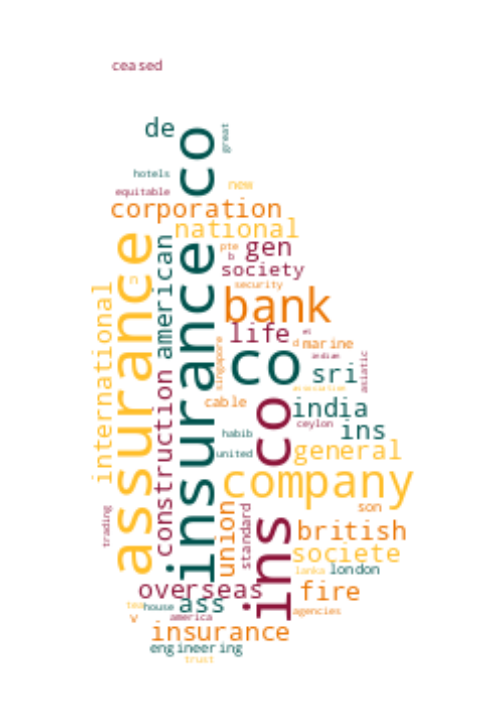 ceased
de
co
great
hotels
equitable
new
corporation
national
american
pte
gen
b
society
security
n
assurance
insurance
international
bank
life
et
d
marine
indian
co
sri
asiatic
singapore
association
construction
cable
co
india
ceylon
ins
habib
united
general
company
son
trading
union
standard
ins
british
societe
lanka
london
overseas
fire
tea
house
ass
agencies
v
america
insurance
engineering
trust